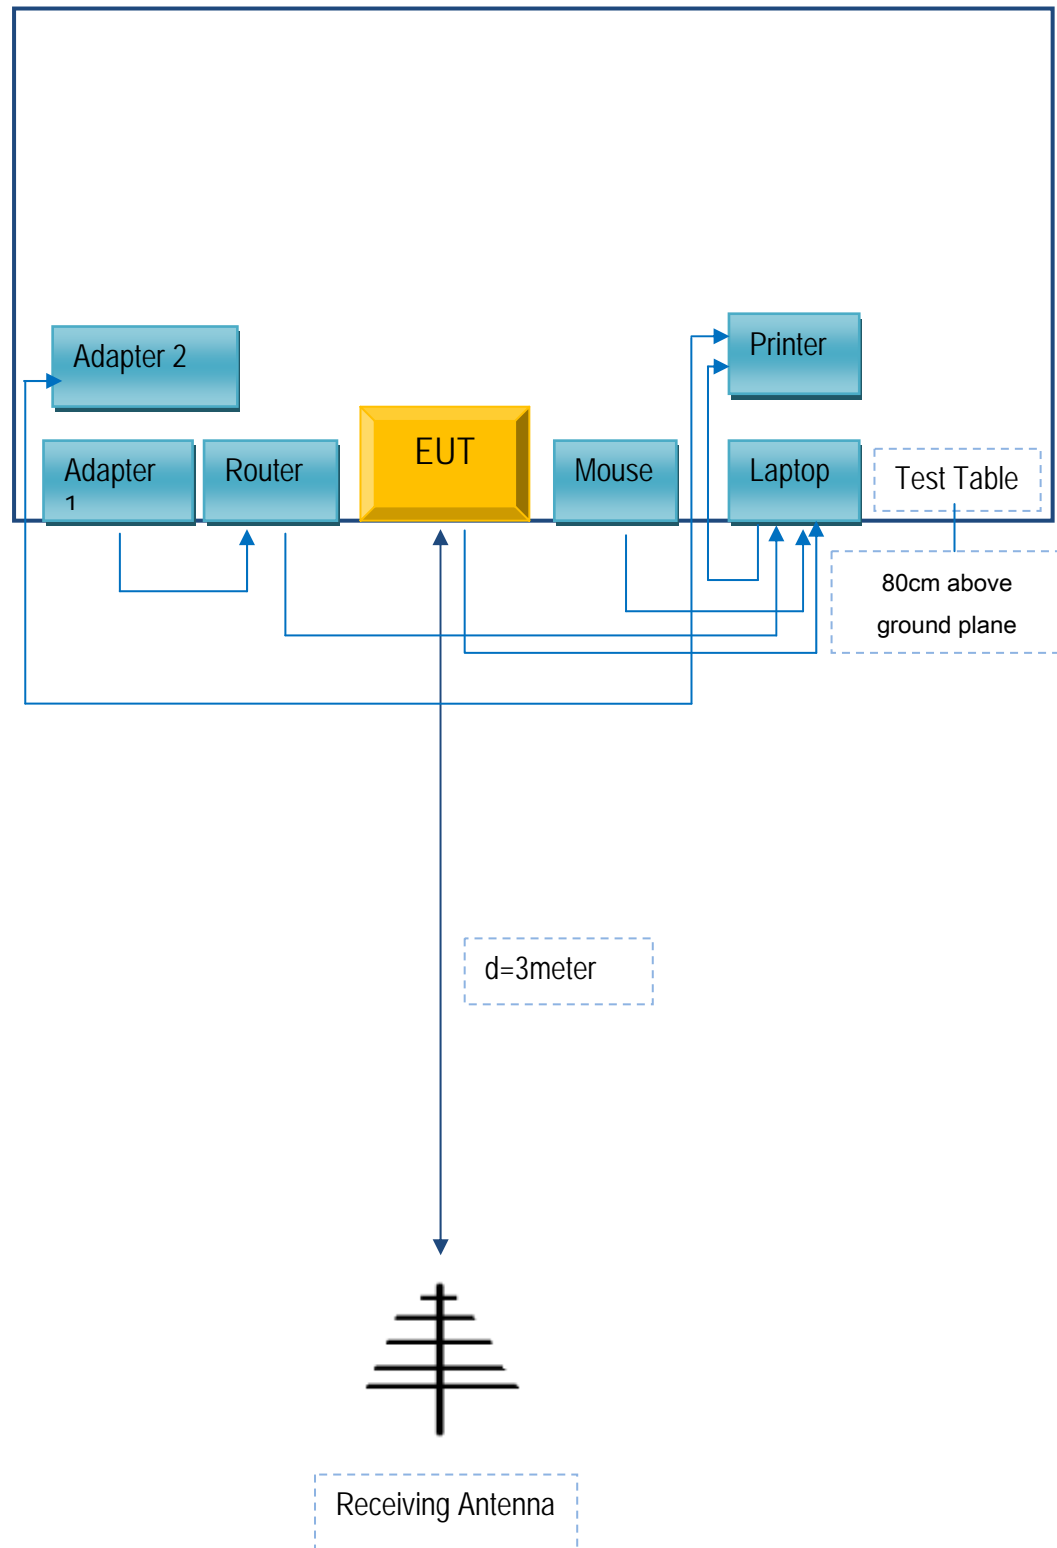 Adapter 2
Printer
Adapter
1
Router
EUT
Mouse
Laptop
Test Table
80cm above
ground plane
d=3meter
Receiving Antenna